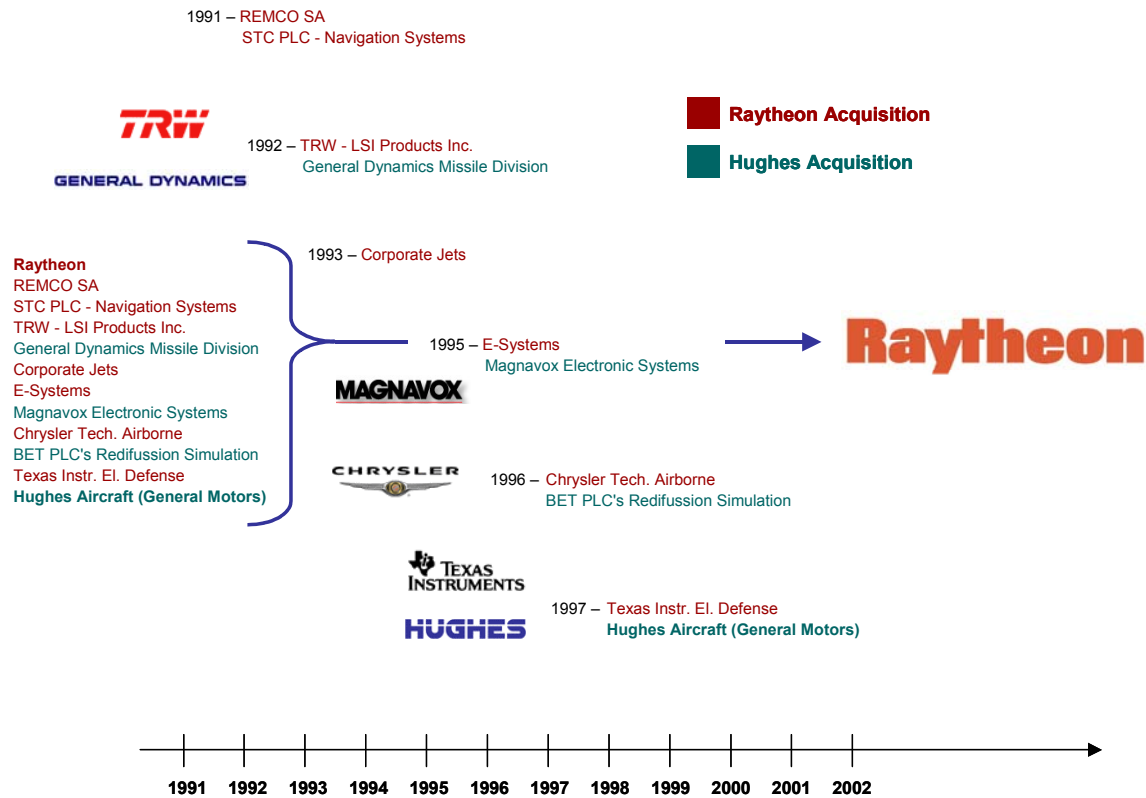 1991 – REMCO SA
STC PLC - Navigation Systems
TRW
1992 – TRW - LSI Products Inc.
General Dynamics Missile Division
GENERAL DYNAMICS
Raytheon Acquisition
Hughes Acquisition
1993 – Corporate Jets
Raytheon
REMCO SA
STC PLC - Navigation Systems
TRW - LSI Products Inc.
General Dynamics Missile Division
Corporate Jets
E-Systems
Magnavox Electronic Systems
Chrysler Tech. Airborne
BET PLC's Redifussion Simulation
Texas Instr. El. Defense
Hughes Aircraft (General Motors)
1995 – E-Systems
Magnavox Electronic Systems
MAGNAVOX
Raytheon
CHRYSLER
1996 – Chrysler Tech. Airborne
BET PLC's Redifussion Simulation
TEXAS
INSTRUMENTS
HUGHES
1997 – Texas Instr. El. Defense
Hughes Aircraft (General Motors)
1991 1992 1993 1994 1995 1996 1997 1998 1999 2000 2001 2002